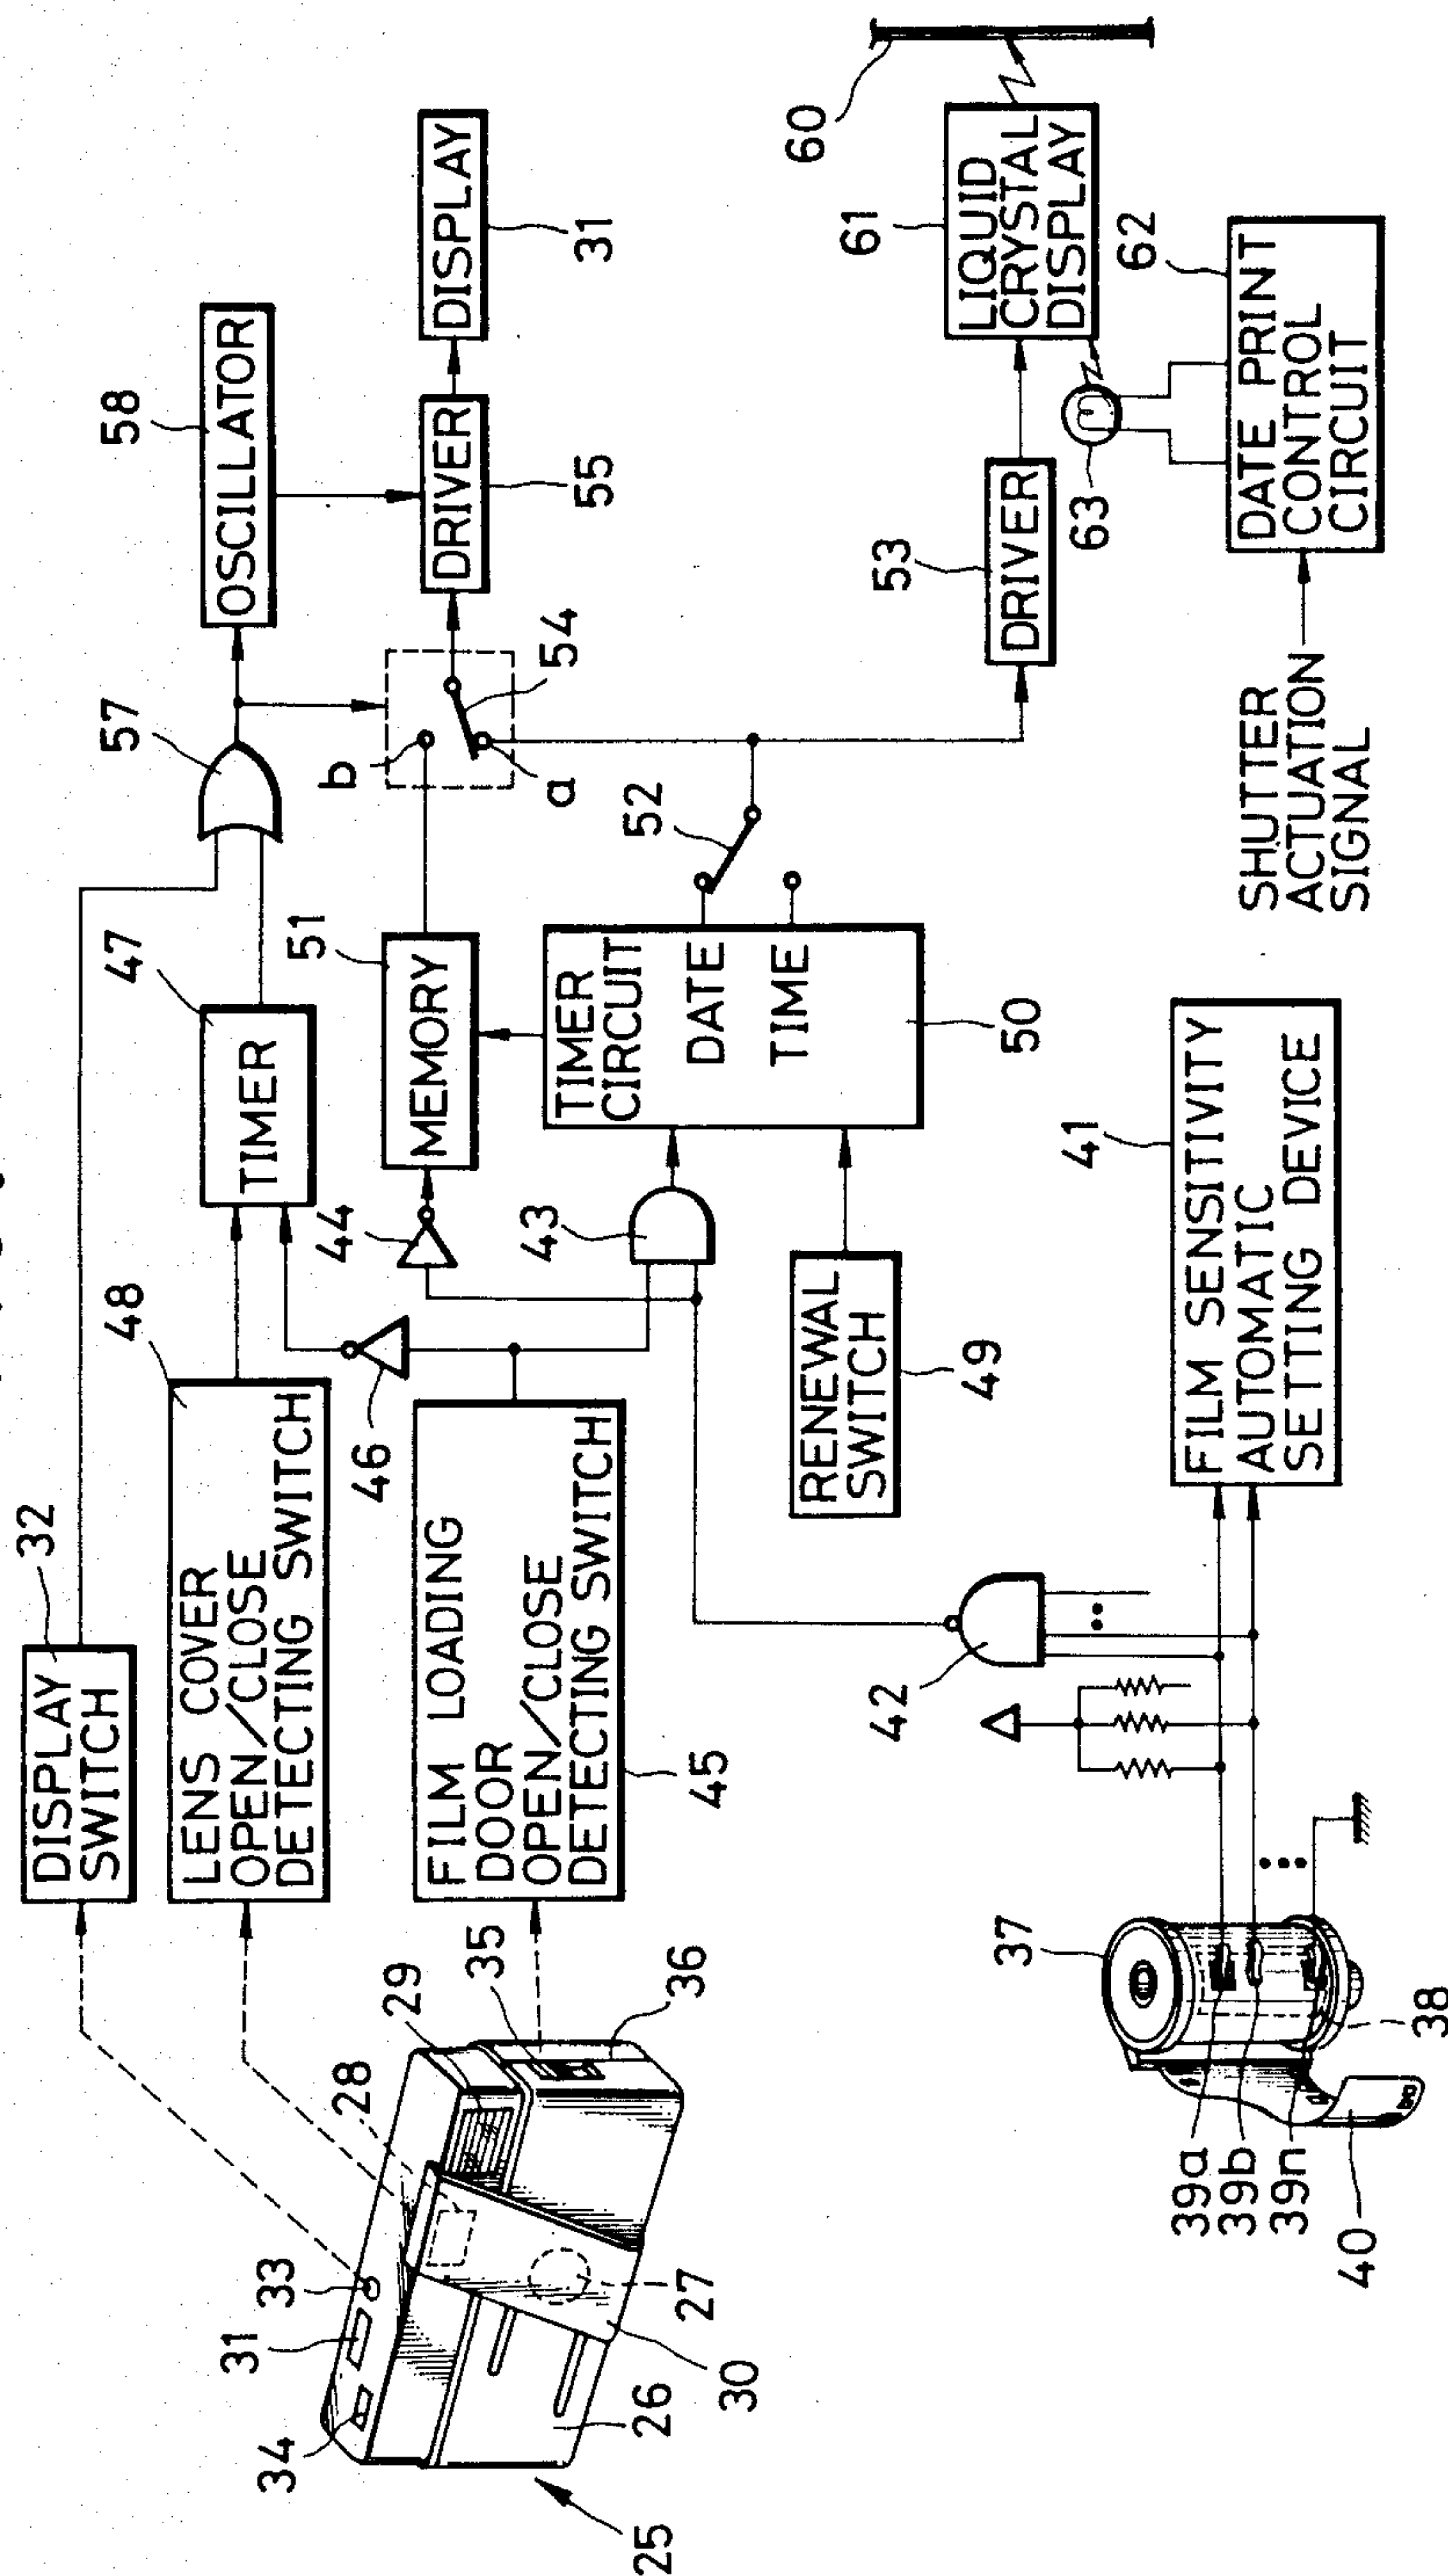 32
DISPLAY
SWITCH
48
LENS COVER
OPEN/CLOSE
DETECTING SWITCH
47
TIMER
57
58
OSCILLATOR
46
FILM LOADING
DOOR
OPEN/CLOSE
DETECTING SWITCH
45
44
51
MEMORY
b
a
54
DRIVER
55
DISPLAY
31
43
TIMER
CIRCUIT
DATE
TIME
50
52
RENEWAL
SWITCH
49
53
DRIVER
61
LIQUID
CRYSTAL
DISPLAY
60
63
62
DATE PRINT
CONTROL
CIRCUIT
SHUTTER
ACTUATION
SIGNAL
42
41
FILM SENSITIVITY
AUTOMATIC
SETTING DEVICE
34
31
33
28
29
35
36
25
26
30
27
37
39a
39b
39n
40
38